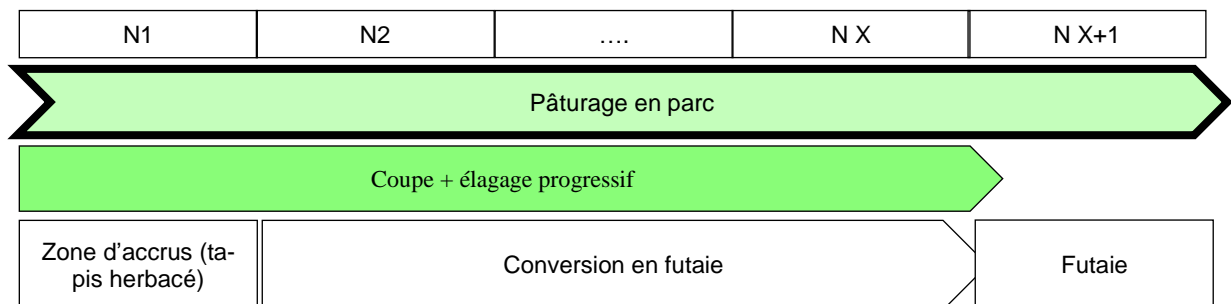 N1 N2 …. N X N X+1
Pâturage en parc
Coupe + élagage progressif
Zone d'accrus (ta-
pis herbacé)
Conversion en futaie
Futaie